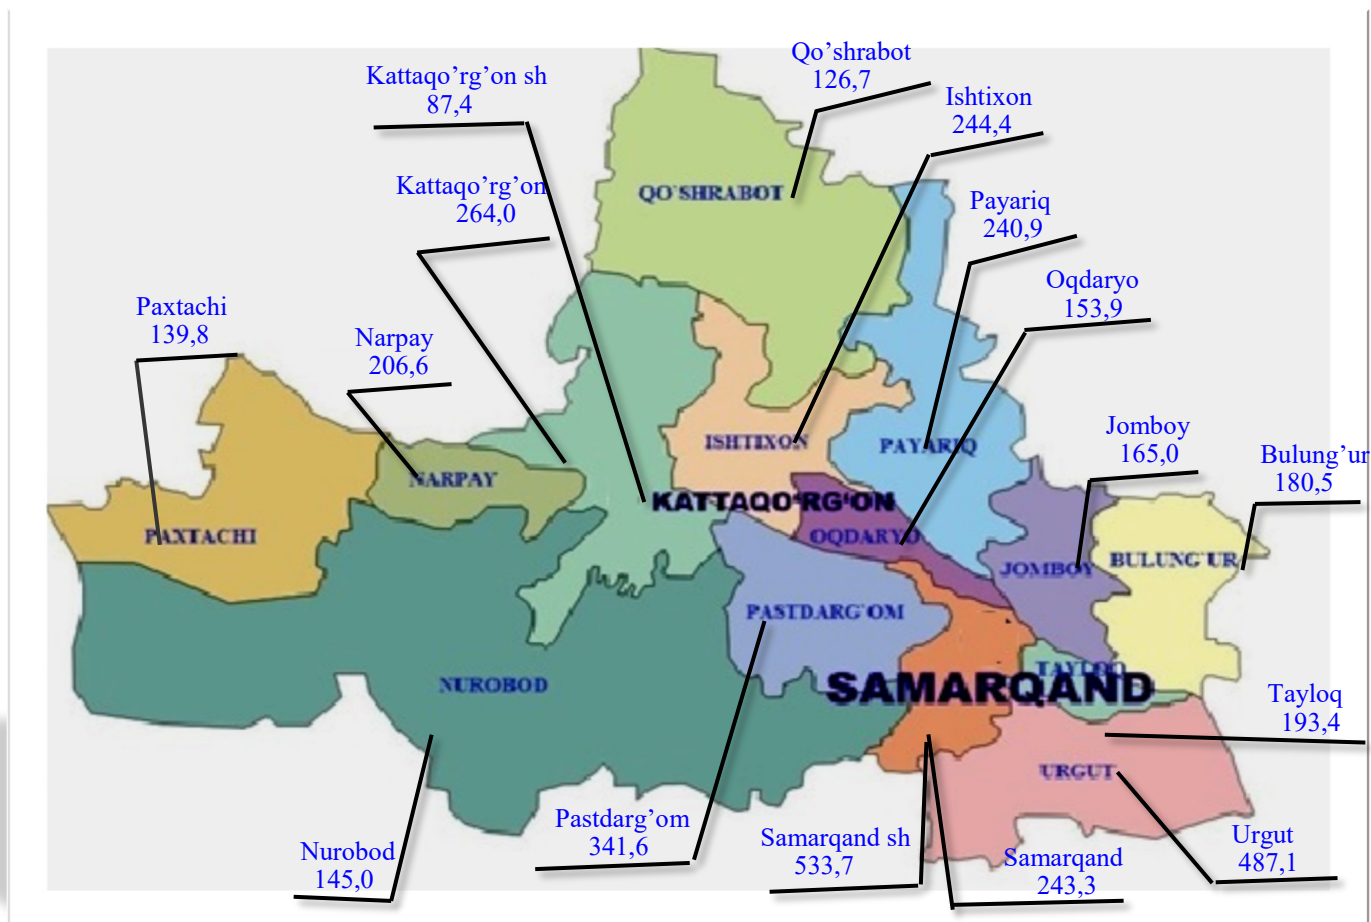 Qo’shrabot
126,7
Kattaqo’rg’on sh
87,4
Ishtixon
244,4
Kattaqo’rg’on
264,0
QO`SHRABOT
Payariq
240,9
Oqdaryo
153,9
Paxtachi
139,8
Narpay
206,6
Jomboy
165,0
Bulung’ur
180,5
ISHTIXON
PAYARIQ
NARPAY
KATTAQO‘RG‘ON
PAXTACHI
OQDARYO
JOMBOY
BULUNG`UR
PASTDARG`OM
TAYLOQ
NUROBOD
SAMARQAND
Tayloq
193,4
URGUT
Pastdarg’om
341,6
Samarqand sh
533,7
Urgut
487,1
Nurobod
145,0
Samarqand
243,3